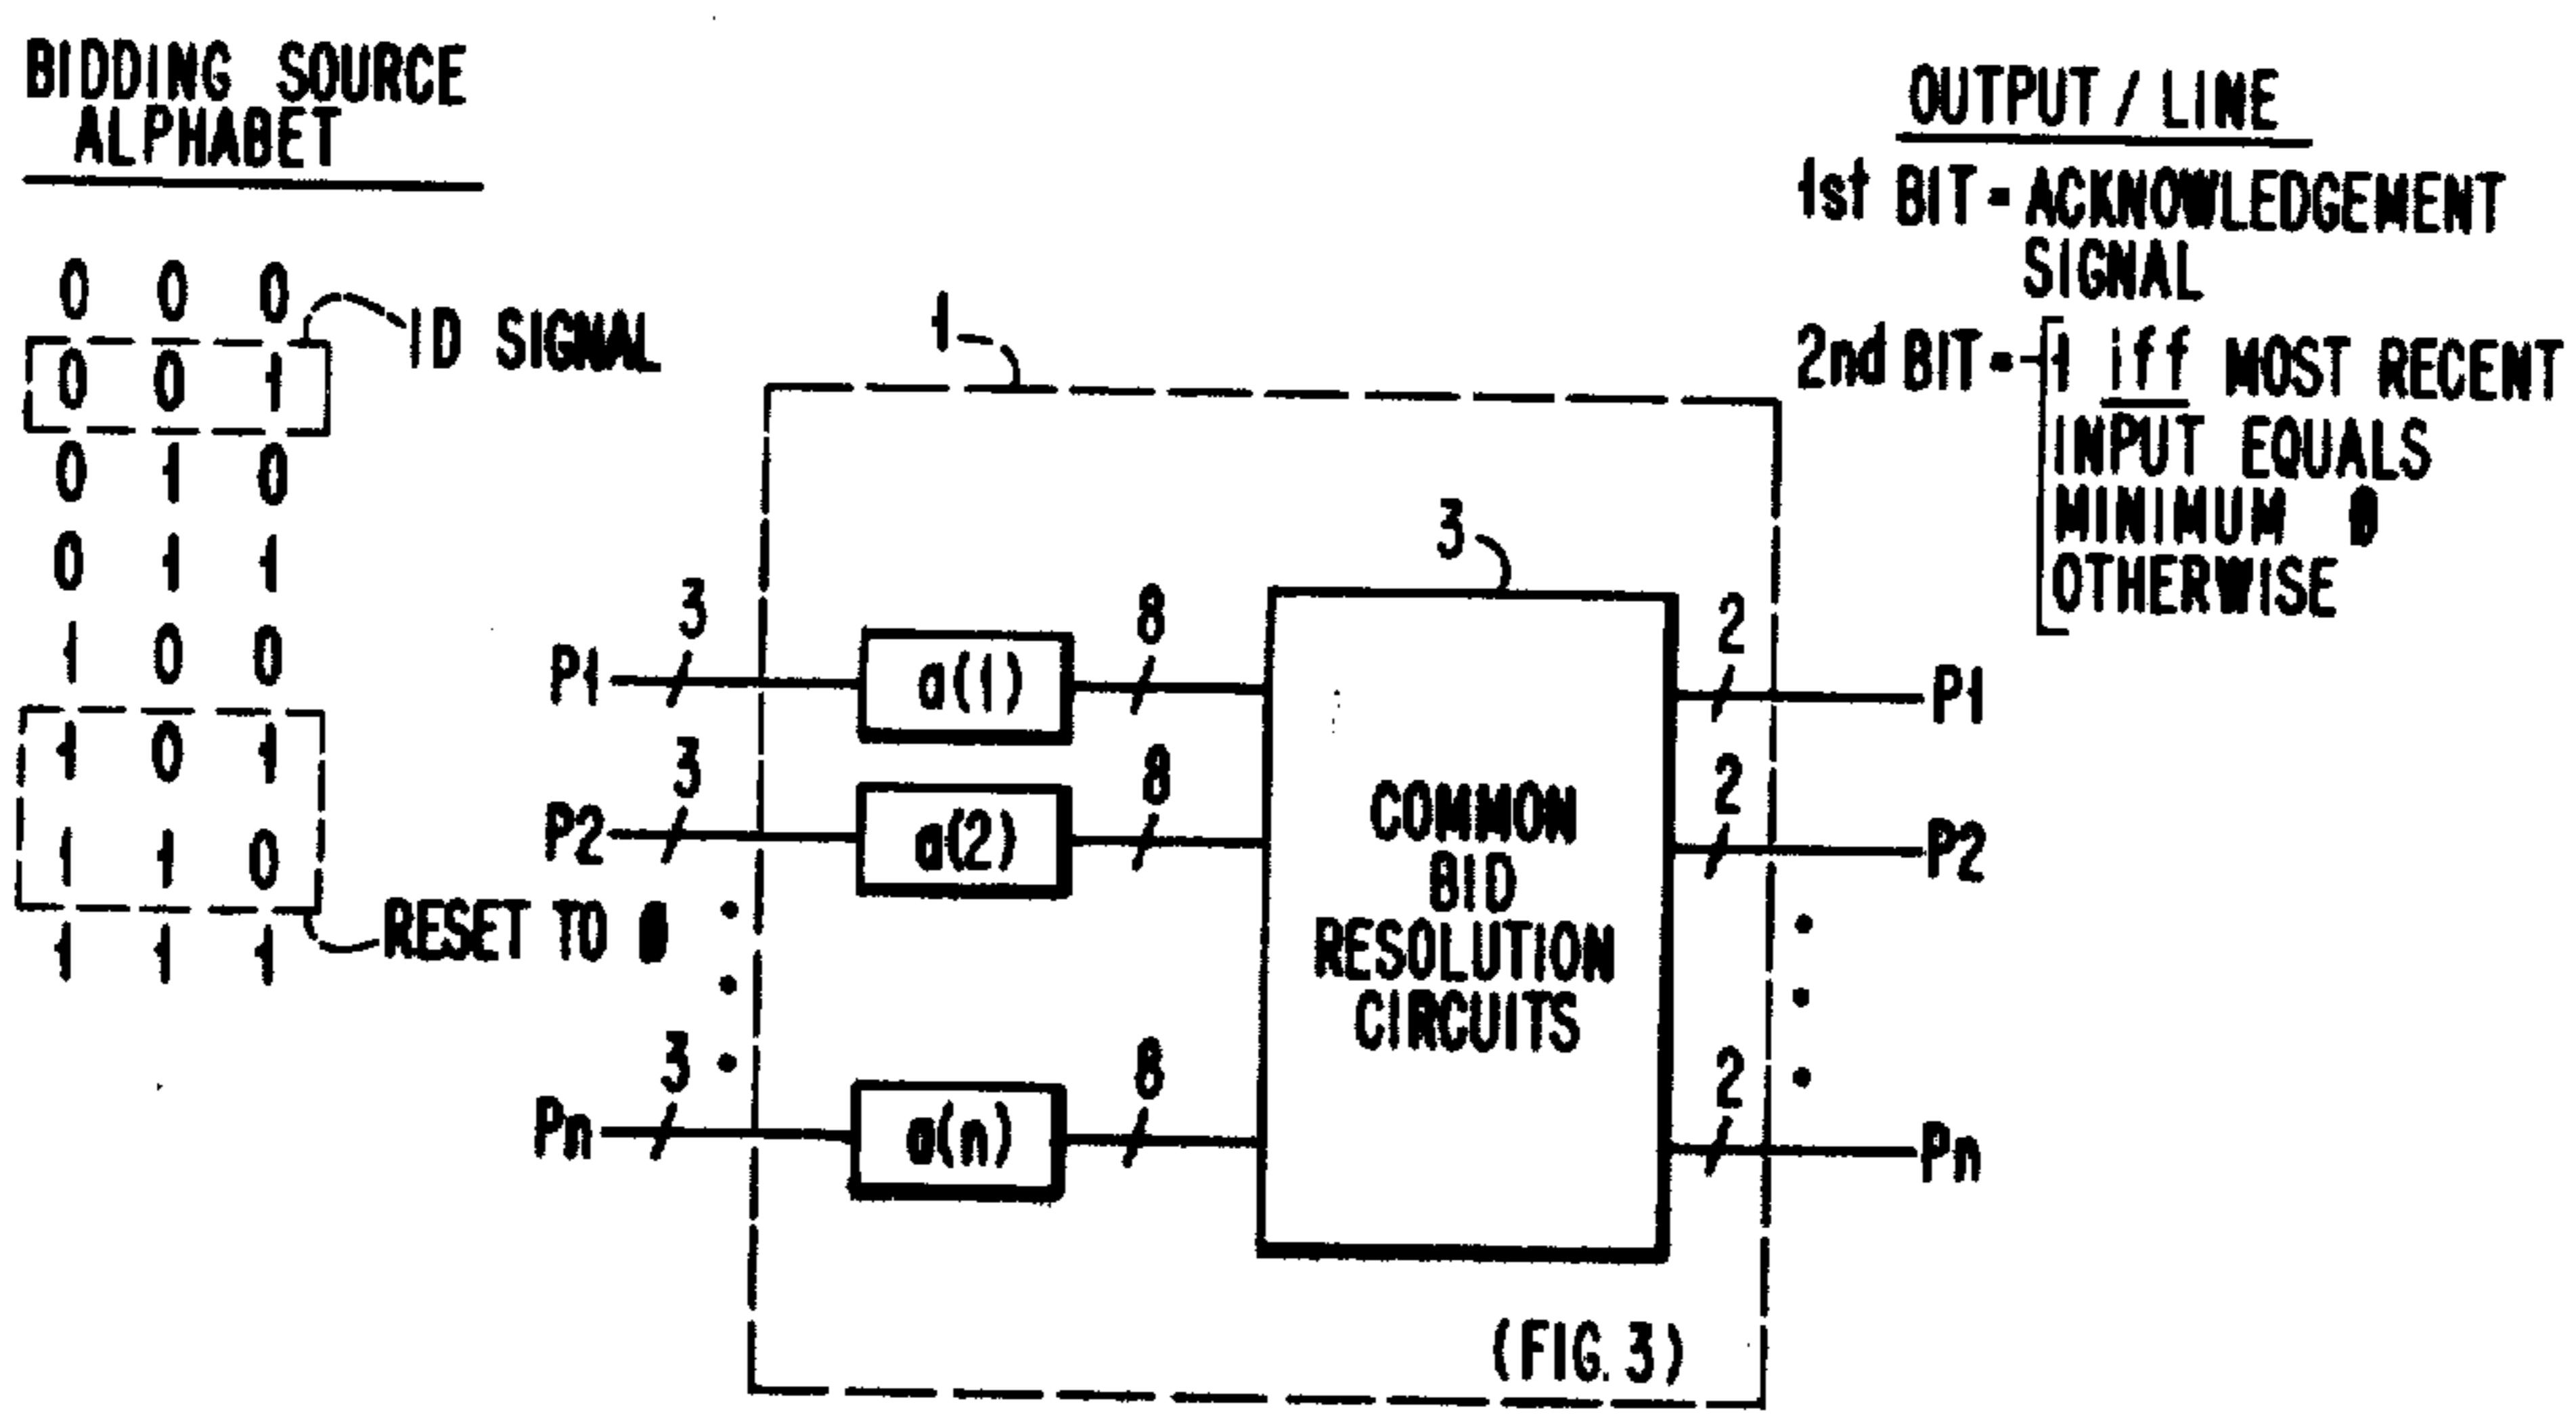 BIDDING SOURCE
ALPHABET
0 0 0
0 0 1
ID SIGNAL
0 1 0
0 1 1
1 0 0
1 0 1
1 1 0
RESET TO 0
1 1 1
1
3
P1
3
a(1)
8
2
P1
P2
3
a(2)
8
2
P2
Pn
3
a(n)
8
2
Pn
COMMON
BID
RESOLUTION
CIRCUITS
(FIG. 3)
OUTPUT / LINE
1st BIT = ACKNOWLEDGEMENT
SIGNAL
2nd BIT = 1 iff MOST RECENT
INPUT EQUALS
MINIMUM 0
OTHERWISE